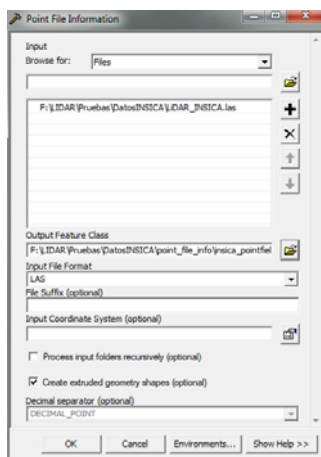 Point File Information
Input
Browse for: Files
F:\LIDAR\Pruebas\DatosINSICA\LiDAR_INSICA.las
Output Feature Class
F:\LIDAR\Pruebas\DatosINSICA\point_file_info\insica_pointfiel
Input File Format
LAS
File Suffix (optional)
Input Coordinate System (optional)
Process input folders recursively (optional)
Create extruded geometry shapes (optional)
Decimal separator (optional)
DECIMAL_POINT
OK Cancel Environments... Show Help >>